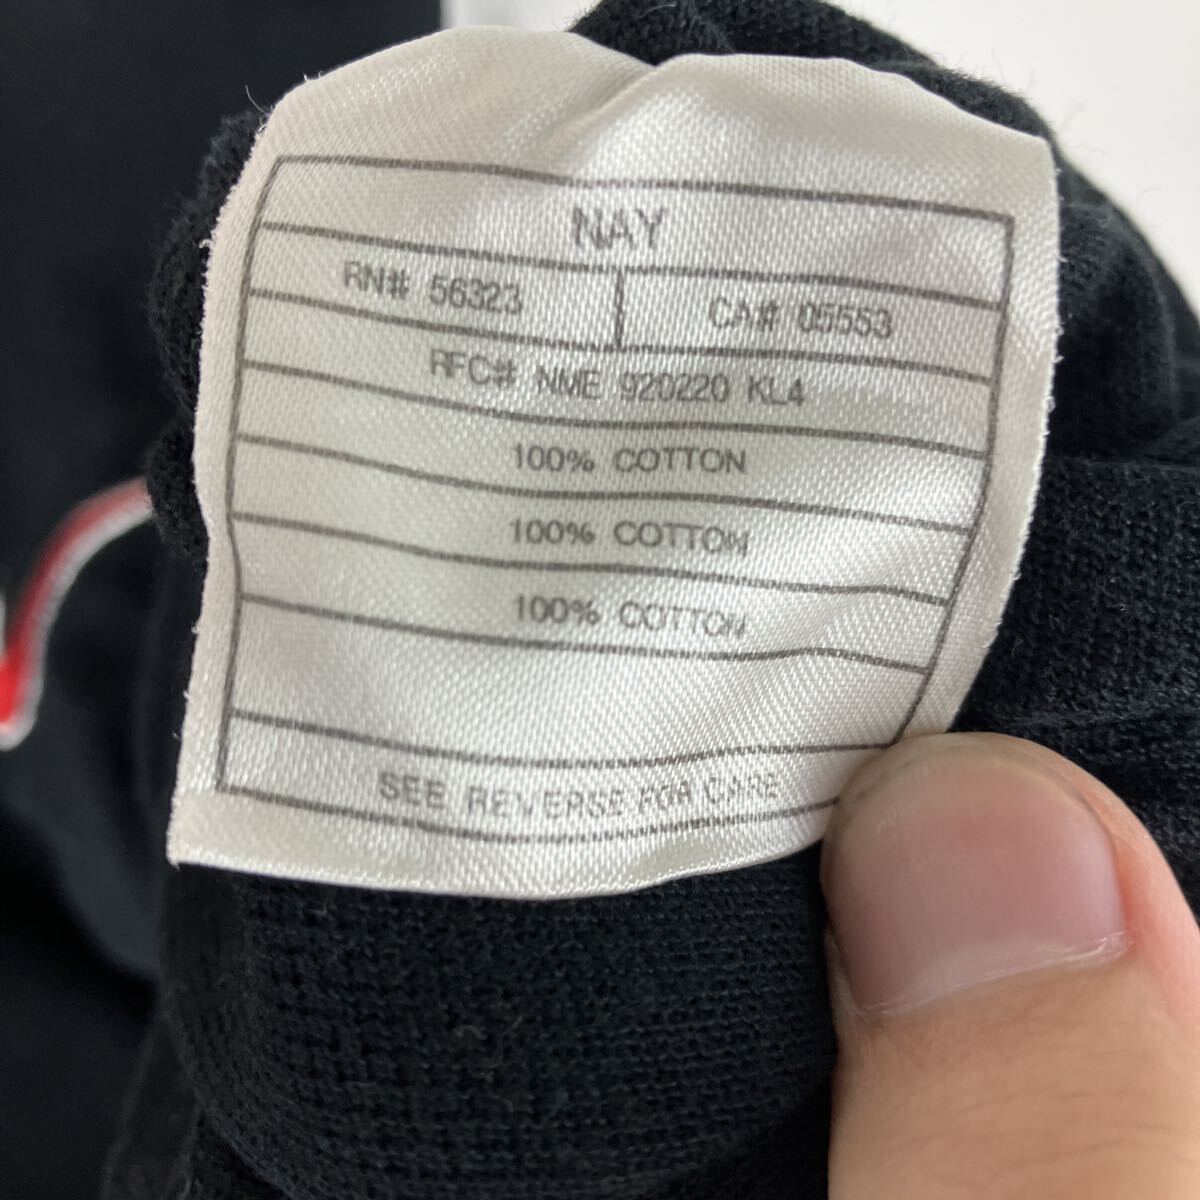 NAY
RN# 56323 CA# 05553
RFC# NME 920220 KL4
100% COTTON
100% COTTON
100% COTTON
SEE REVERSE FOR CARE